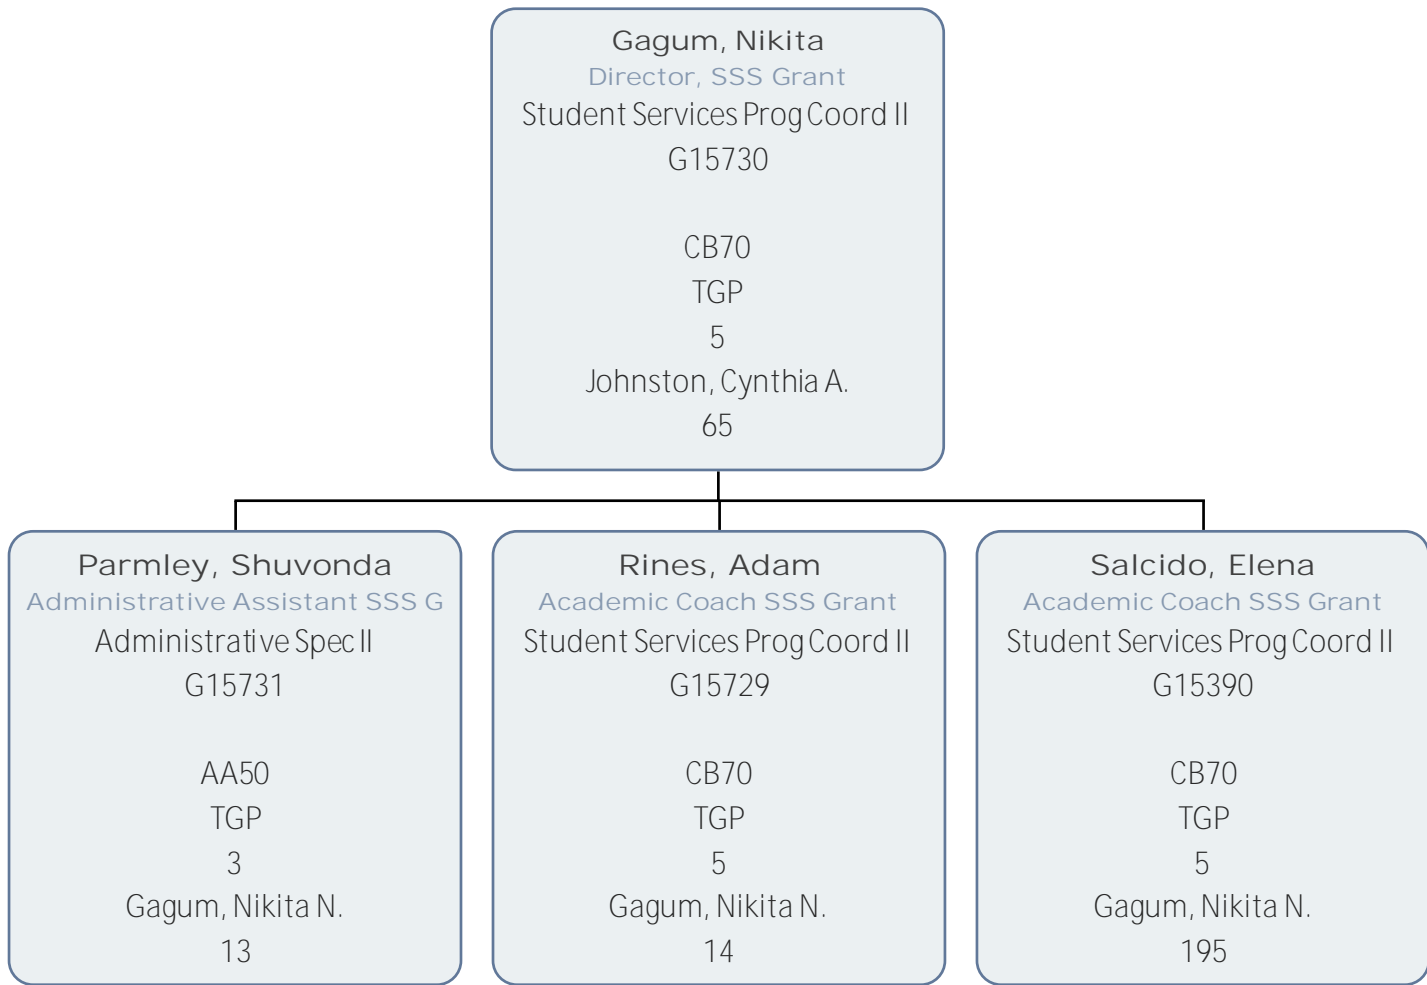 Gagum, Nikita
Director, SSS Grant
Student Services Prog Coord II
G15730
CB70
TGP
5
Johnston, Cynthia A.
65
Parmley, Shuvonda
Administrative Assistant SSS G
Administrative Spec II
G15731
AA50
TGP
3
Gagum, Nikita N.
13
Rines, Adam
Academic Coach SSS Grant
Student Services Prog Coord II
G15729
CB70
TGP
5
Gagum, Nikita N.
14
Salcido, Elena
Academic Coach SSS Grant
Student Services Prog Coord II
G15390
CB70
TGP
5
Gagum, Nikita N.
195